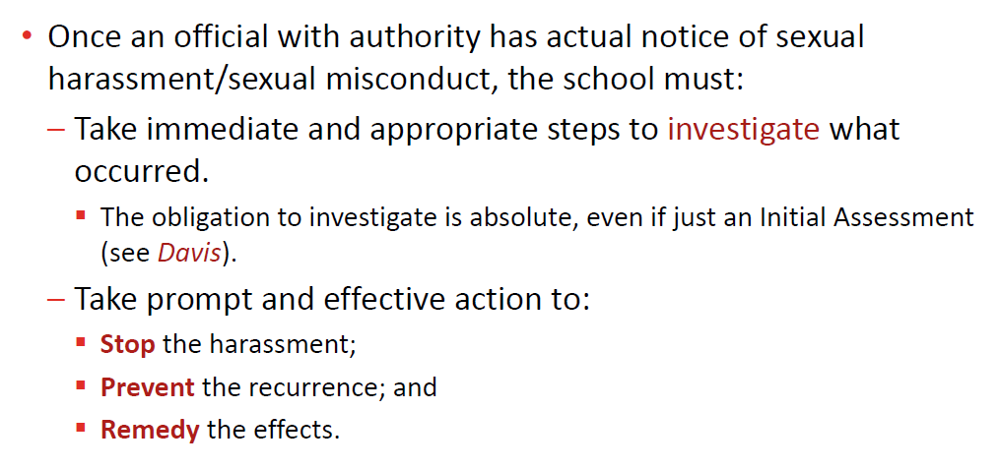 • Once an official with authority has actual notice of sexual
harassment/sexual misconduct, the school must:
– Take immediate and appropriate steps to investigate what
occurred.
▪ The obligation to investigate is absolute, even if just an Initial Assessment
(see Davis).
– Take prompt and effective action to:
▪ Stop the harassment;
▪ Prevent the recurrence; and
▪ Remedy the effects.